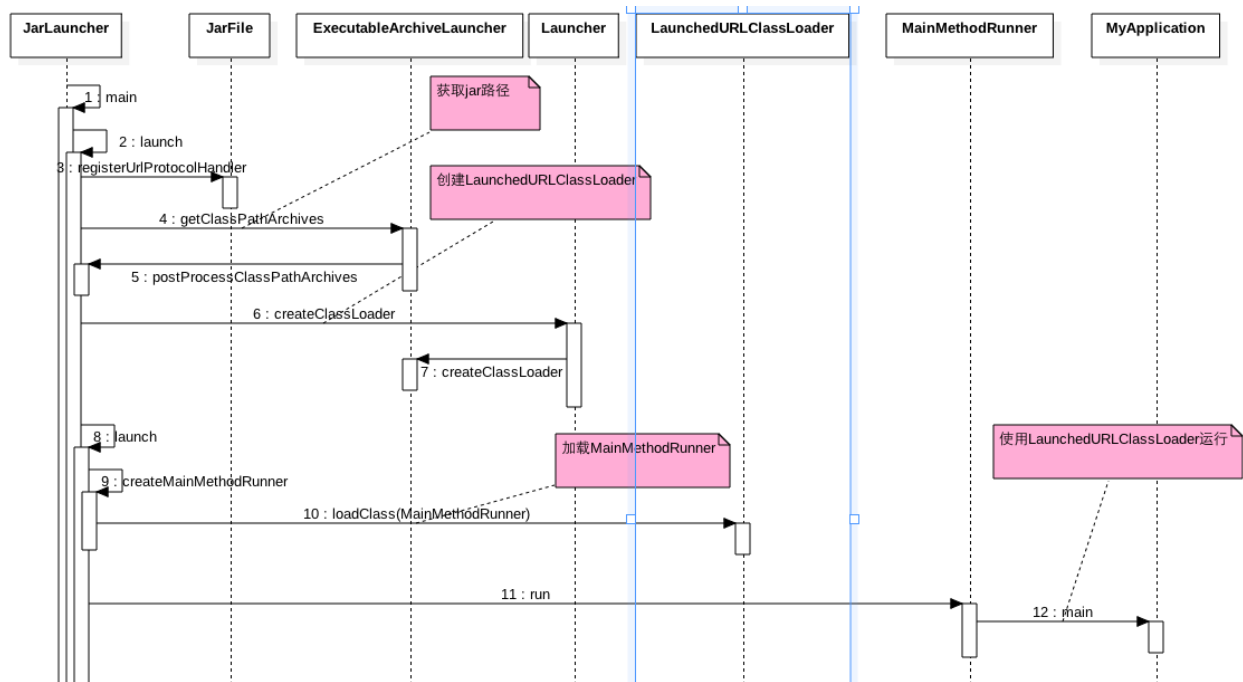 JarLauncher
JarFile
ExecutableArchiveLauncher
Launcher
LaunchedURLClassLoader
MainMethodRunner
MyApplication
获取jar路径
1 : main
2 : launch
3 : registerUrlProtocolHandler
创建LaunchedURLClassLoader
4 : getClassPathArchives
5 : postProcessClassPathArchives
6 : createClassLoader
7 : createClassLoader
8 : launch
加载MainMethodRunner
使用LaunchedURLClassLoader运行
9 : createMainMethodRunner
10 : loadClass(MainMethodRunner)
11 : run
12 : main